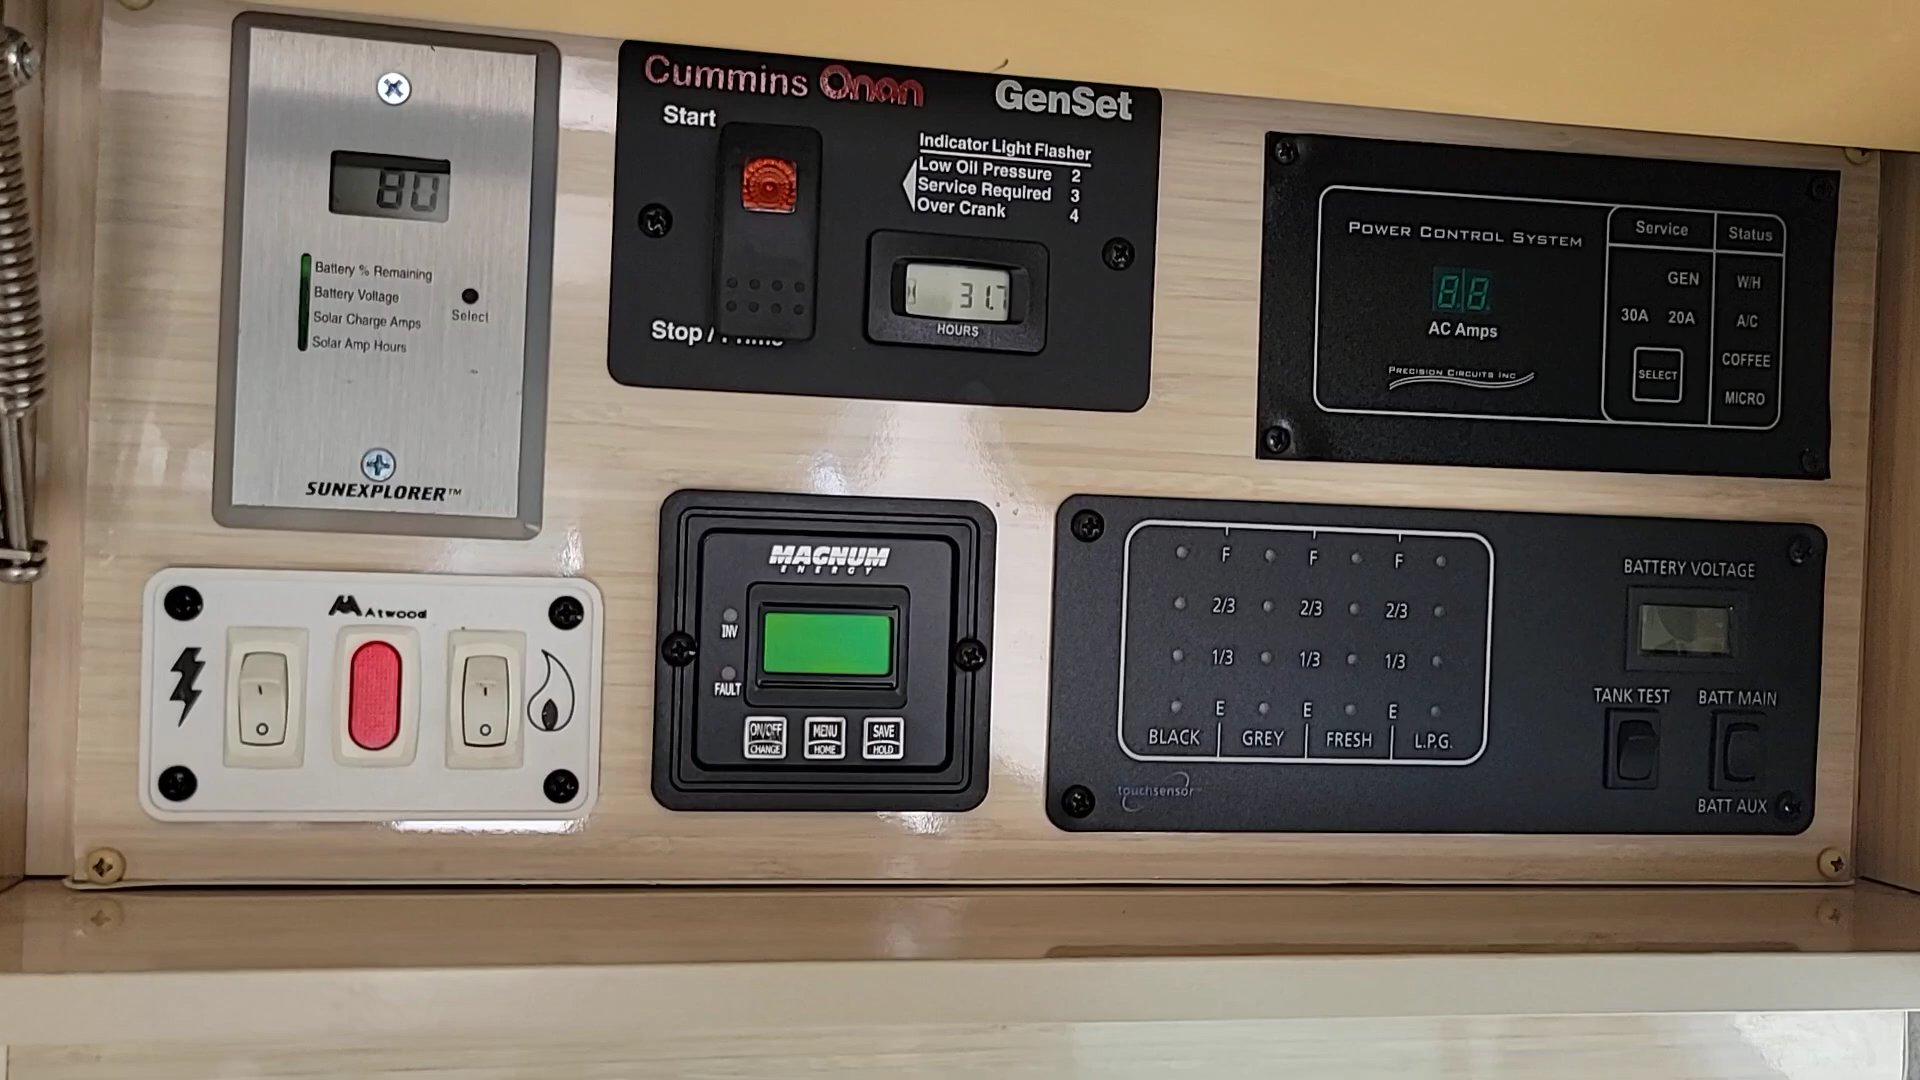 80
Battery % Remaining
Battery Voltage
Solar Charge Amps
Solar Amp Hours
Select
SUNEXPLORER™
Cummins Onan
GenSet
Start
Stop /
Indicator Light Flasher
Low Oil Pressure 2
Service Required 3
Over Crank 4
31.7
HOURS
POWER CONTROL SYSTEM
AC Amps
PRECISION CIRCUITS INC
Service
GEN
30A 20A
SELECT
Status
W/H
A/C
COFFEE
MICRO
Atwood
MAGNUM
ENERGY
INV
FAULT
ON/OFF
CHANGE
MENU
HOME
SAVE
HOLD
F F F
2/3 2/3 2/3
1/3 1/3 1/3
E E E
BLACK GREY FRESH L.P.G.
touchsensor
BATTERY VOLTAGE
TANK TEST
BATT MAIN
BATT AUX